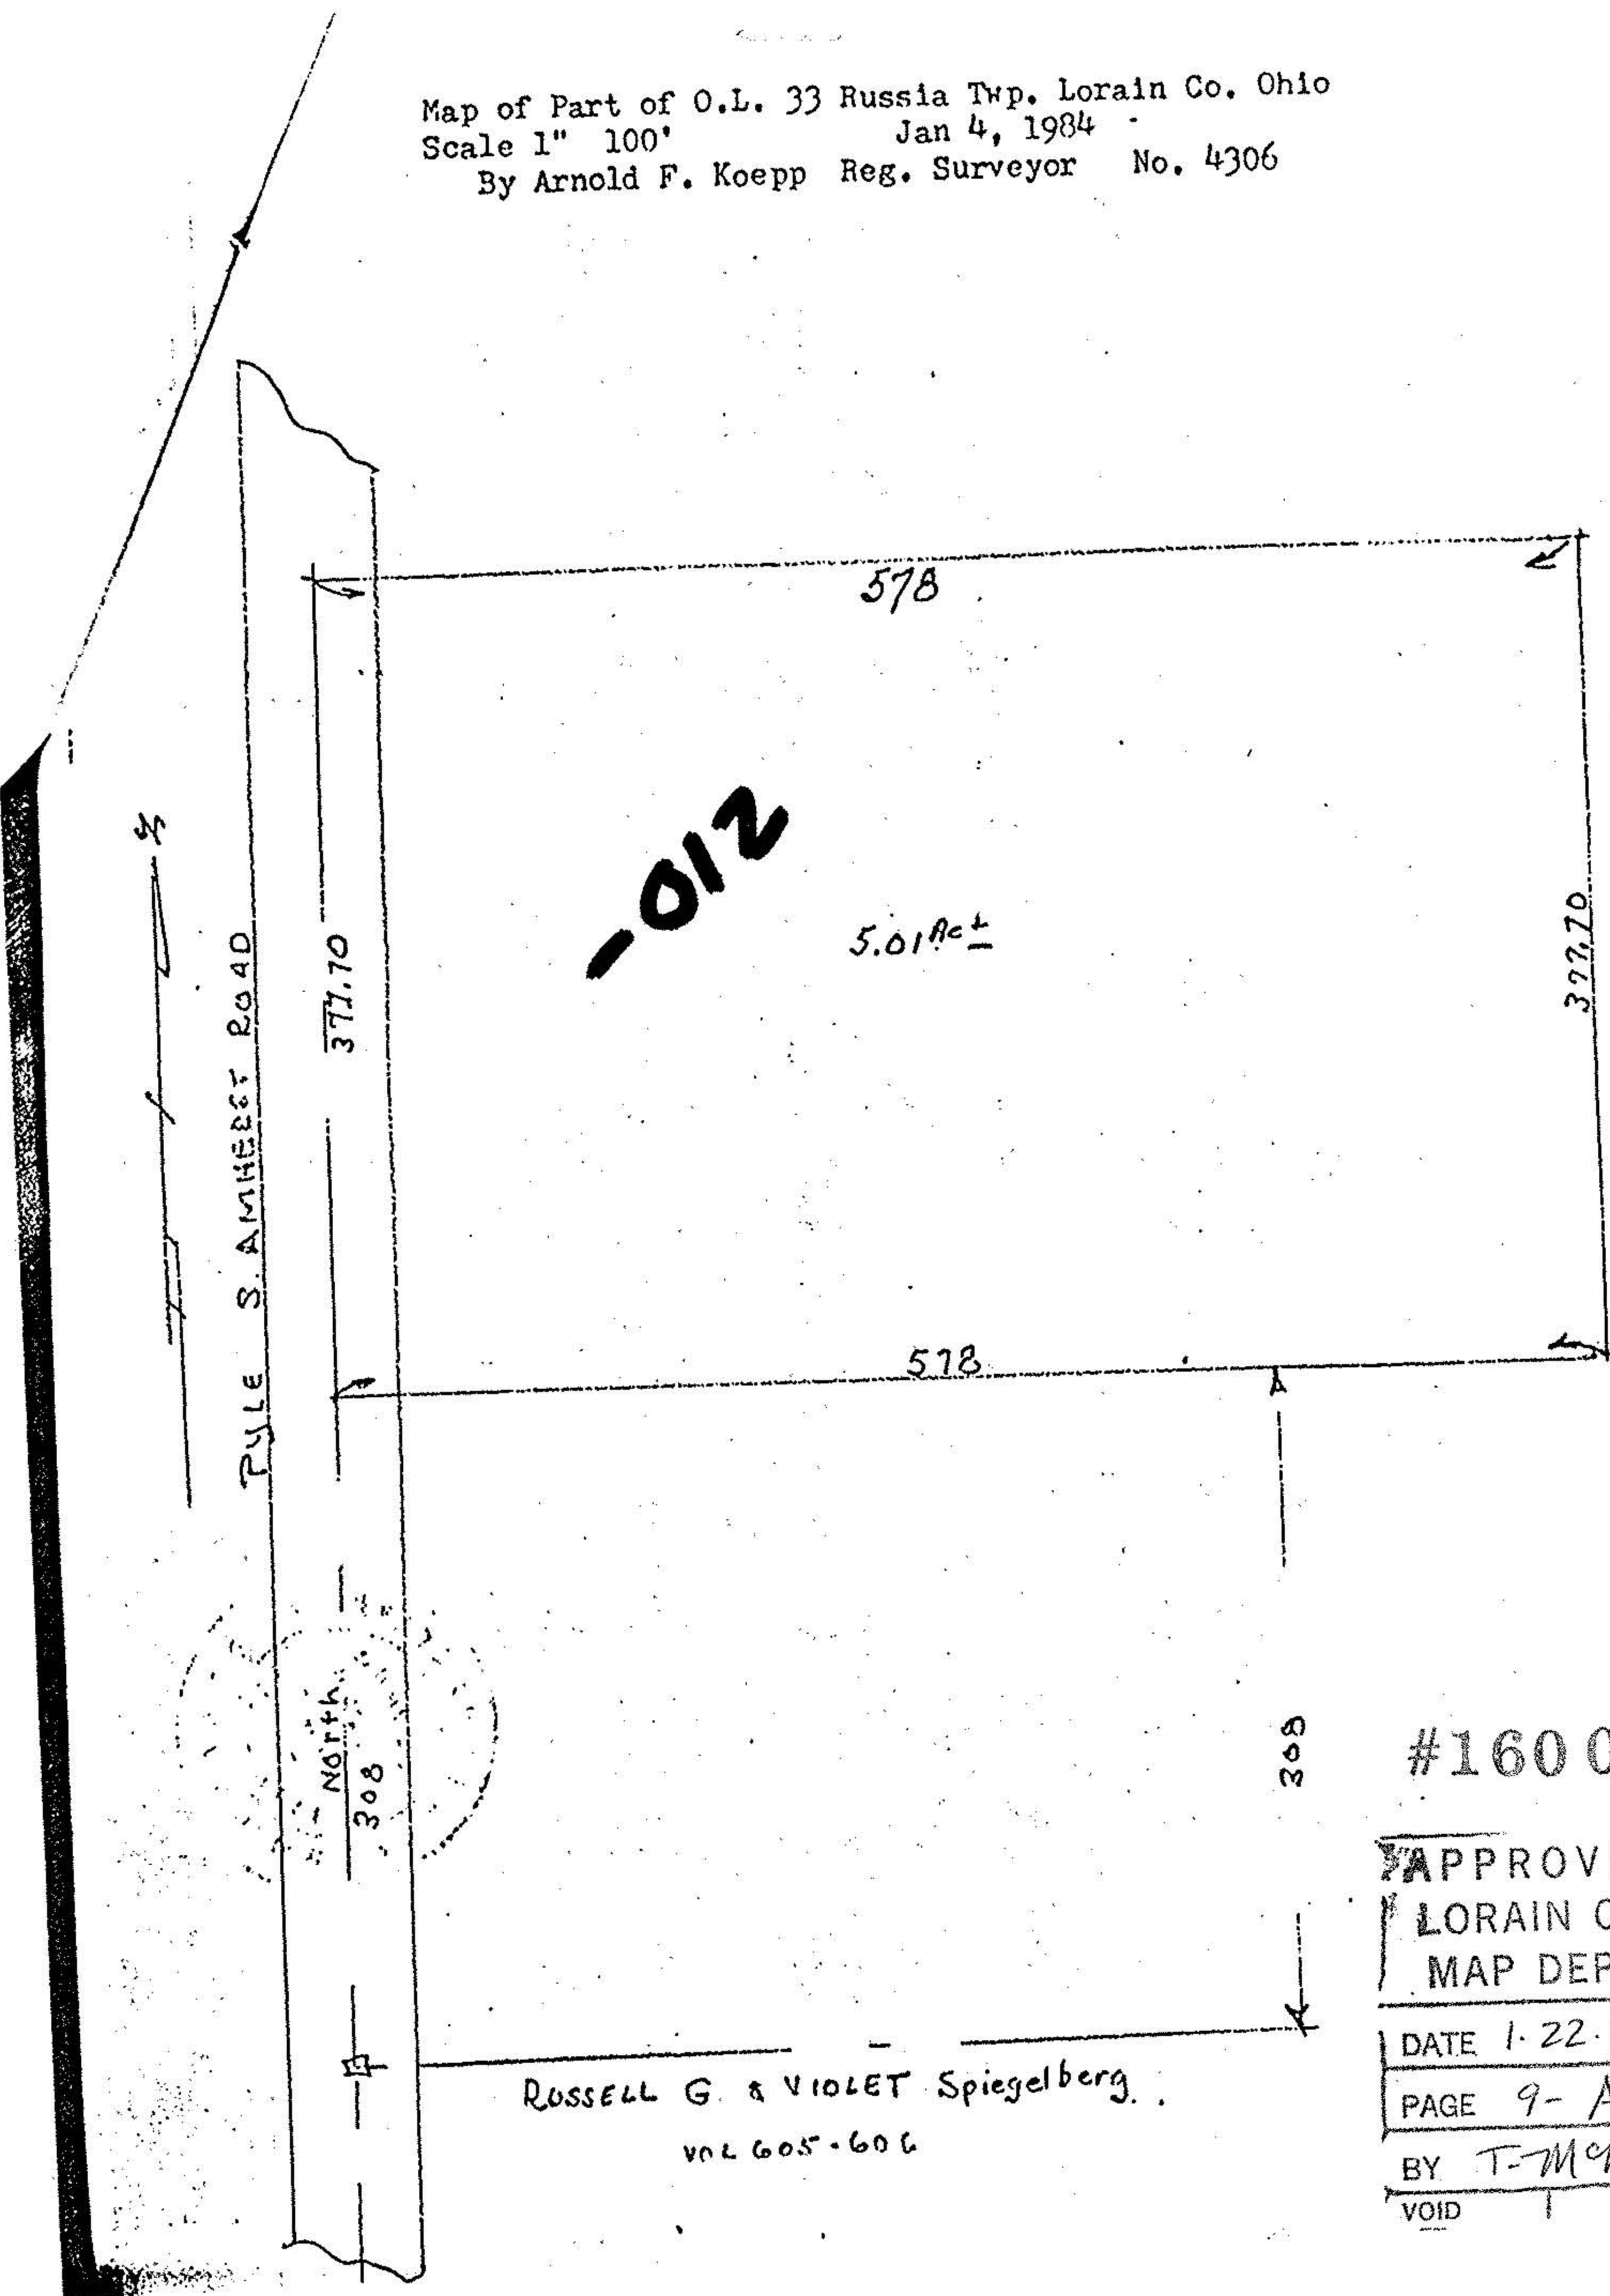 Map of Part of O.L. 33 Russia Twp. Lorain Co. Ohio
Scale 1" 100' Jan 4, 1984
By Arnold F. Koepp Reg. Surveyor No. 4306
578
-012
5.01 Ac ±
377.70
377.70
PYLE S. AMHERST ROAD
578
North
308
308
#160
APPROV
LORAIN C
MAP DEP
DATE 1.22.
PAGE 9- A
BY
VOID
RUSSELL G. & VIOLET Spiegelberg
VOL 605-606